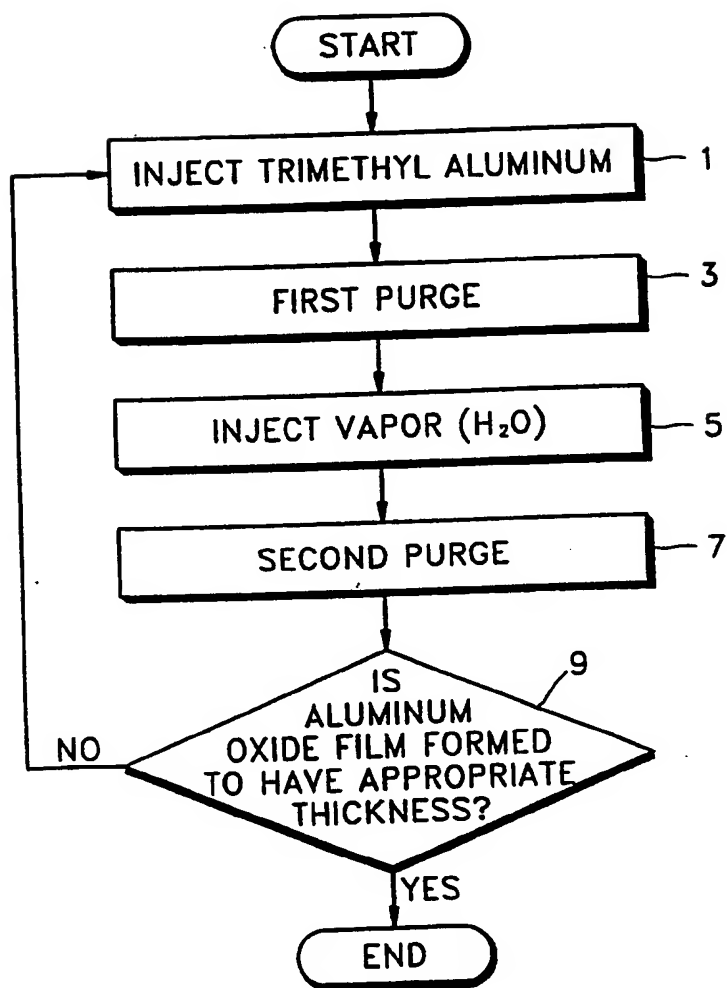 START
INJECT TRIMETHYL ALUMINUM
1
FIRST PURGE
3
INJECT VAPOR (H₂O)
5
SECOND PURGE
7
9
IS
ALUMINUM
OXIDE FILM FORMED
TO HAVE APPROPRIATE
THICKNESS?
NO
YES
END